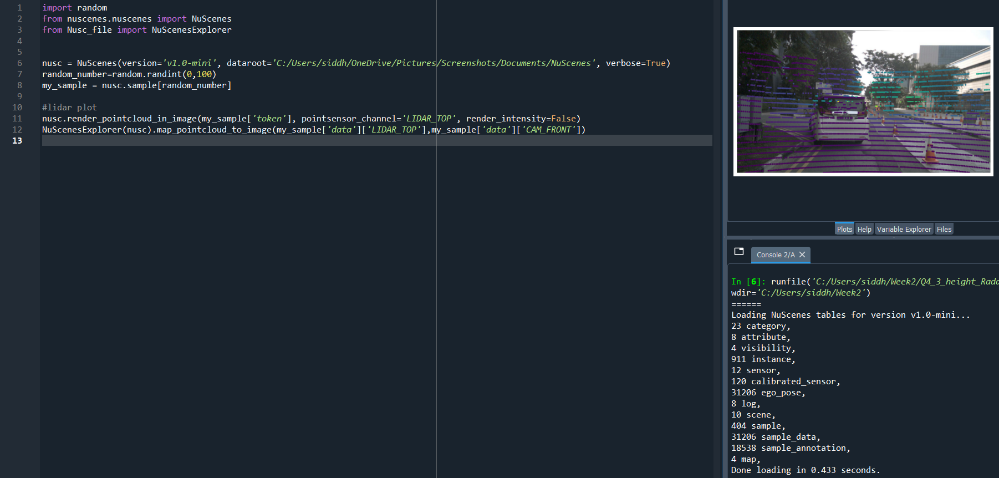 1 import random
2 from nuscenes.nuscenes import NuScenes
3 from Nusc_file import NuScenesExplorer
4
5
6 nusc = NuScenes(version='v1.0-mini', dataroot='C:/Users/siddh/OneDrive/Pictures/Screenshots/Documents/NuScenes', verbose=True)
7 random_number=random.randint(0,100)
8 my_sample = nusc.sample[random_number]
9
10 #lidar plot
11 nusc.render_pointcloud_in_image(my_sample['token'], pointsensor_channel='LIDAR_TOP', render_intensity=False)
12 NuScenesExplorer(nusc).map_pointcloud_to_image(my_sample['data']['LIDAR_TOP'],my_sample['data']['CAM_FRONT'])
13
Plots Help Variable Explorer Files
Console 2/A
In [6]: runfile('C:/Users/siddh/Week2/Q4_3_height_Rada
wdir='C:/Users/siddh/Week2')
======
Loading NuScenes tables for version v1.0-mini...
23 category,
8 attribute,
4 visibility,
911 instance,
12 sensor,
120 calibrated_sensor,
31206 ego_pose,
8 log,
10 scene,
404 sample,
31206 sample_data,
18538 sample_annotation,
4 map,
Done loading in 0.433 seconds.